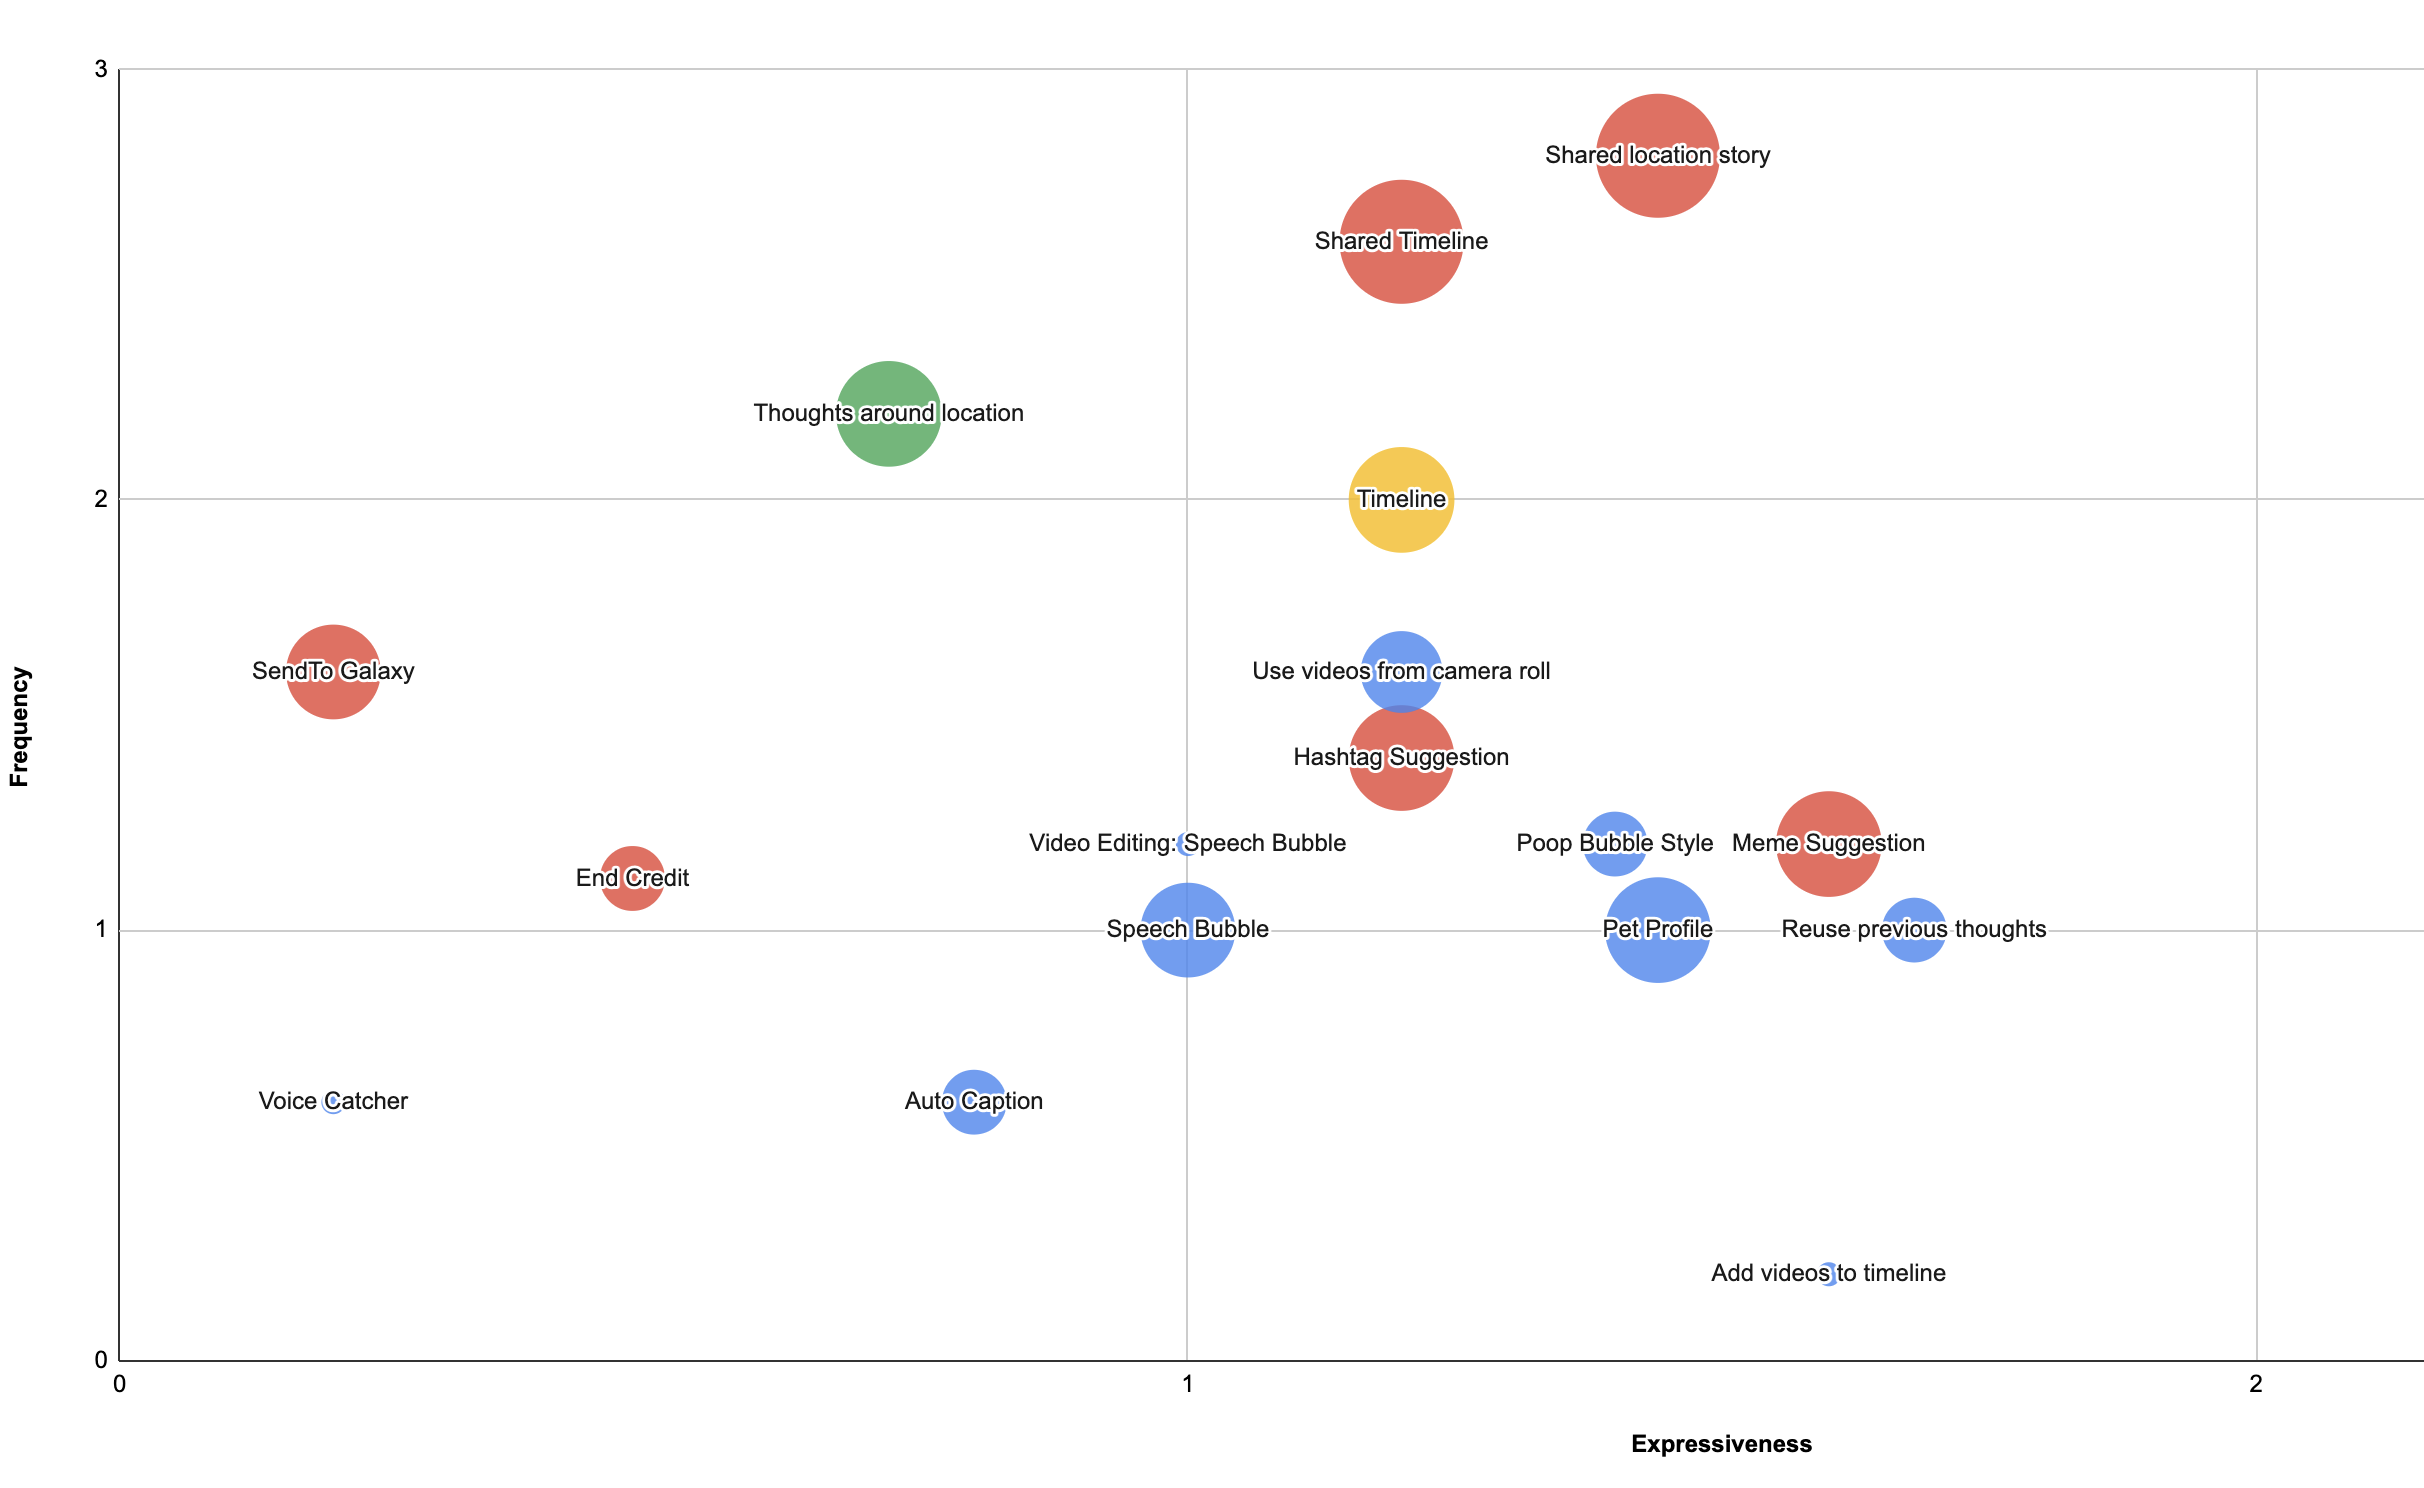 3
Shared location story
Shared Timeline
Thoughts around location
2
Timeline
SendTo Galaxy
Use videos from camera roll
Frequency
Hashtag Suggestion
Video Editing: Speech Bubble
Poop Bubble Style
Meme Suggestion
End Credit
1
Speech Bubble
Pet Profile
Reuse previous thoughts
Voice Catcher
Auto Caption
Add videos to timeline
0
0
1
2
Expressiveness